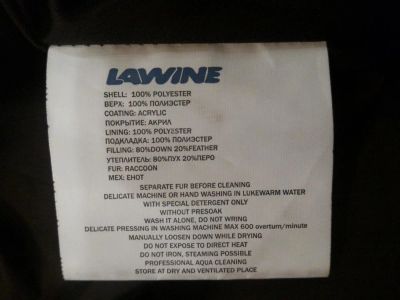 LAWINE
SHELL: 100% POLYESTER
ВЕРХ: 100% ПОЛИЭСТЕР
COATING: ACRYLIC
ПОКРЫТИЕ: АКРИЛ
LINING: 100% POLYESTER
ПОДКЛАДКА: 100% ПОЛИЭСТЕР
FILLING: 80%DOWN 20%FEATHER
УТЕПЛИТЕЛЬ: 80%ПУХ 20%ПЕРО
FUR: RACCOON
МЕХ: ЕНОТ
SEPARATE FUR BEFORE CLEANING
DELICATE MACHINE OR HAND WASHING IN LUKEWARM WATER
WITH SPECIAL DETERGENT ONLY
WITHOUT PRESOAK
WASH IT ALONE, DO NOT WRING
DELICATE PRESSING IN WASHING MACHINE MAX 600 overtum/minute
MANUALLY LOOSEN DOWN WHILE DRYING
DO NOT EXPOSE TO DIRECT HEAT
DO NOT IRON, STEAMING POSSIBLE
PROFESSIONAL AQUA CLEANING
STORE AT DRY AND VENTILATED PLACE